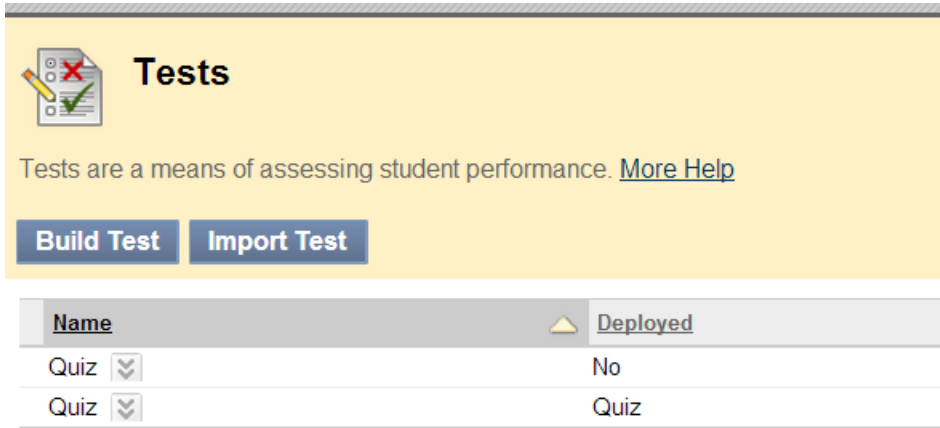 Tests
Tests are a means of assessing student performance. More Help
Build Test Import Test
Name Deployed
Quiz No
Quiz Quiz